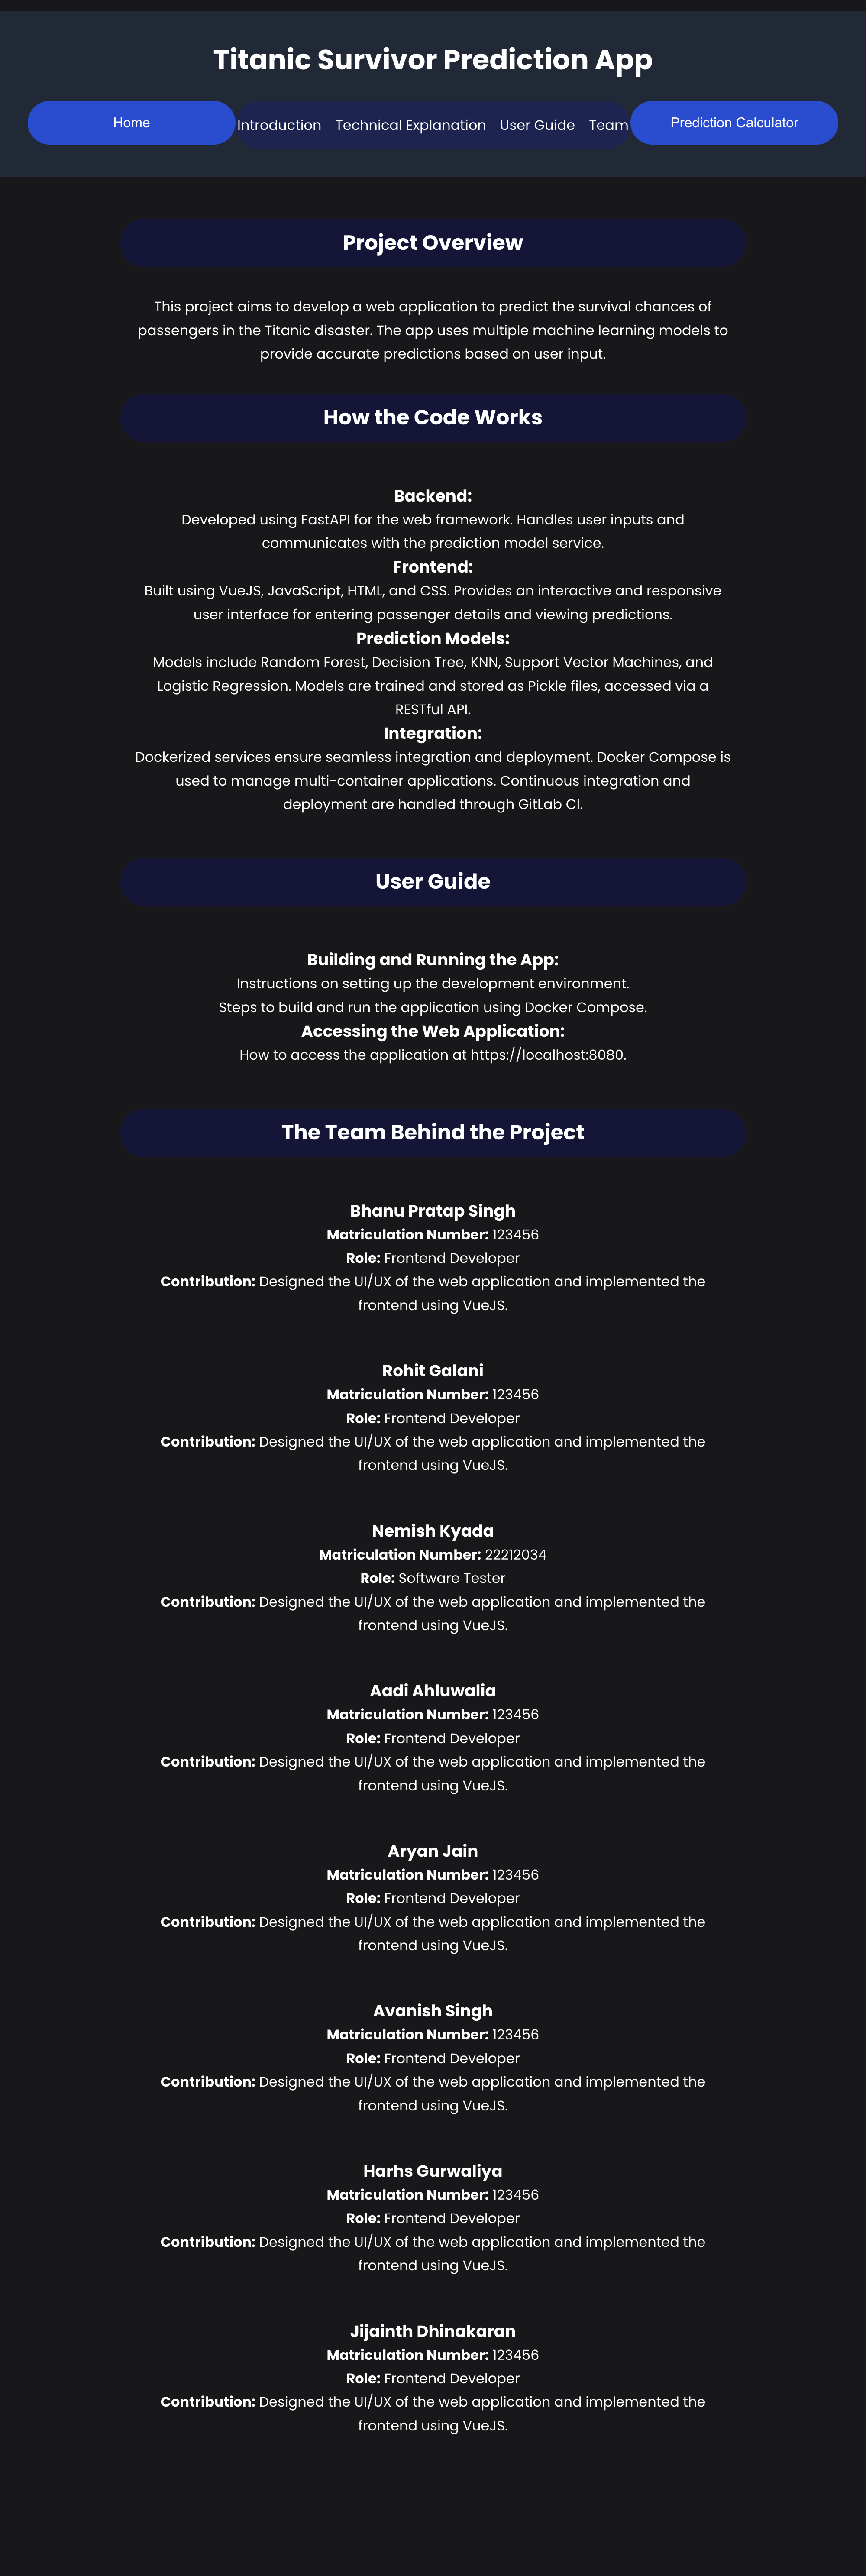 Titanic Survivor Prediction App
Home Introduction Technical Explanation User Guide Team Prediction Calculator
Project Overview
This project aims to develop a web application to predict the survival chances of
passengers in the Titanic disaster. The app uses multiple machine learning models to
provide accurate predictions based on user input.
How the Code Works
Backend:
Developed using FastAPI for the web framework. Handles user inputs and
communicates with the prediction model service.
Frontend:
Built using VueJS, JavaScript, HTML, and CSS. Provides an interactive and responsive
user interface for entering passenger details and viewing predictions.
Prediction Models:
Models include Random Forest, Decision Tree, KNN, Support Vector Machines, and
Logistic Regression. Models are trained and stored as Pickle files, accessed via a
RESTful API.
Integration:
Dockerized services ensure seamless integration and deployment. Docker Compose is
used to manage multi-container applications. Continuous integration and
deployment are handled through GitLab CI.
User Guide
Building and Running the App:
Instructions on setting up the development environment.
Steps to build and run the application using Docker Compose.
Accessing the Web Application:
How to access the application at https://localhost:8080.
The Team Behind the Project
Bhanu Pratap Singh
Matriculation Number: 123456
Role: Frontend Developer
Contribution: Designed the UI/UX of the web application and implemented the
frontend using VueJS.
Rohit Galani
Matriculation Number: 123456
Role: Frontend Developer
Contribution: Designed the UI/UX of the web application and implemented the
frontend using VueJS.
Nemish Kyada
Matriculation Number: 22212034
Role: Software Tester
Contribution: Designed the UI/UX of the web application and implemented the
frontend using VueJS.
Aadi Ahluwalia
Matriculation Number: 123456
Role: Frontend Developer
Contribution: Designed the UI/UX of the web application and implemented the
frontend using VueJS.
Aryan Jain
Matriculation Number: 123456
Role: Frontend Developer
Contribution: Designed the UI/UX of the web application and implemented the
frontend using VueJS.
Avanish Singh
Matriculation Number: 123456
Role: Frontend Developer
Contribution: Designed the UI/UX of the web application and implemented the
frontend using VueJS.
Harhs Gurwaliya
Matriculation Number: 123456
Role: Frontend Developer
Contribution: Designed the UI/UX of the web application and implemented the
frontend using VueJS.
Jijainth Dhinakaran
Matriculation Number: 123456
Role: Frontend Developer
Contribution: Designed the UI/UX of the web application and implemented the
frontend using VueJS.